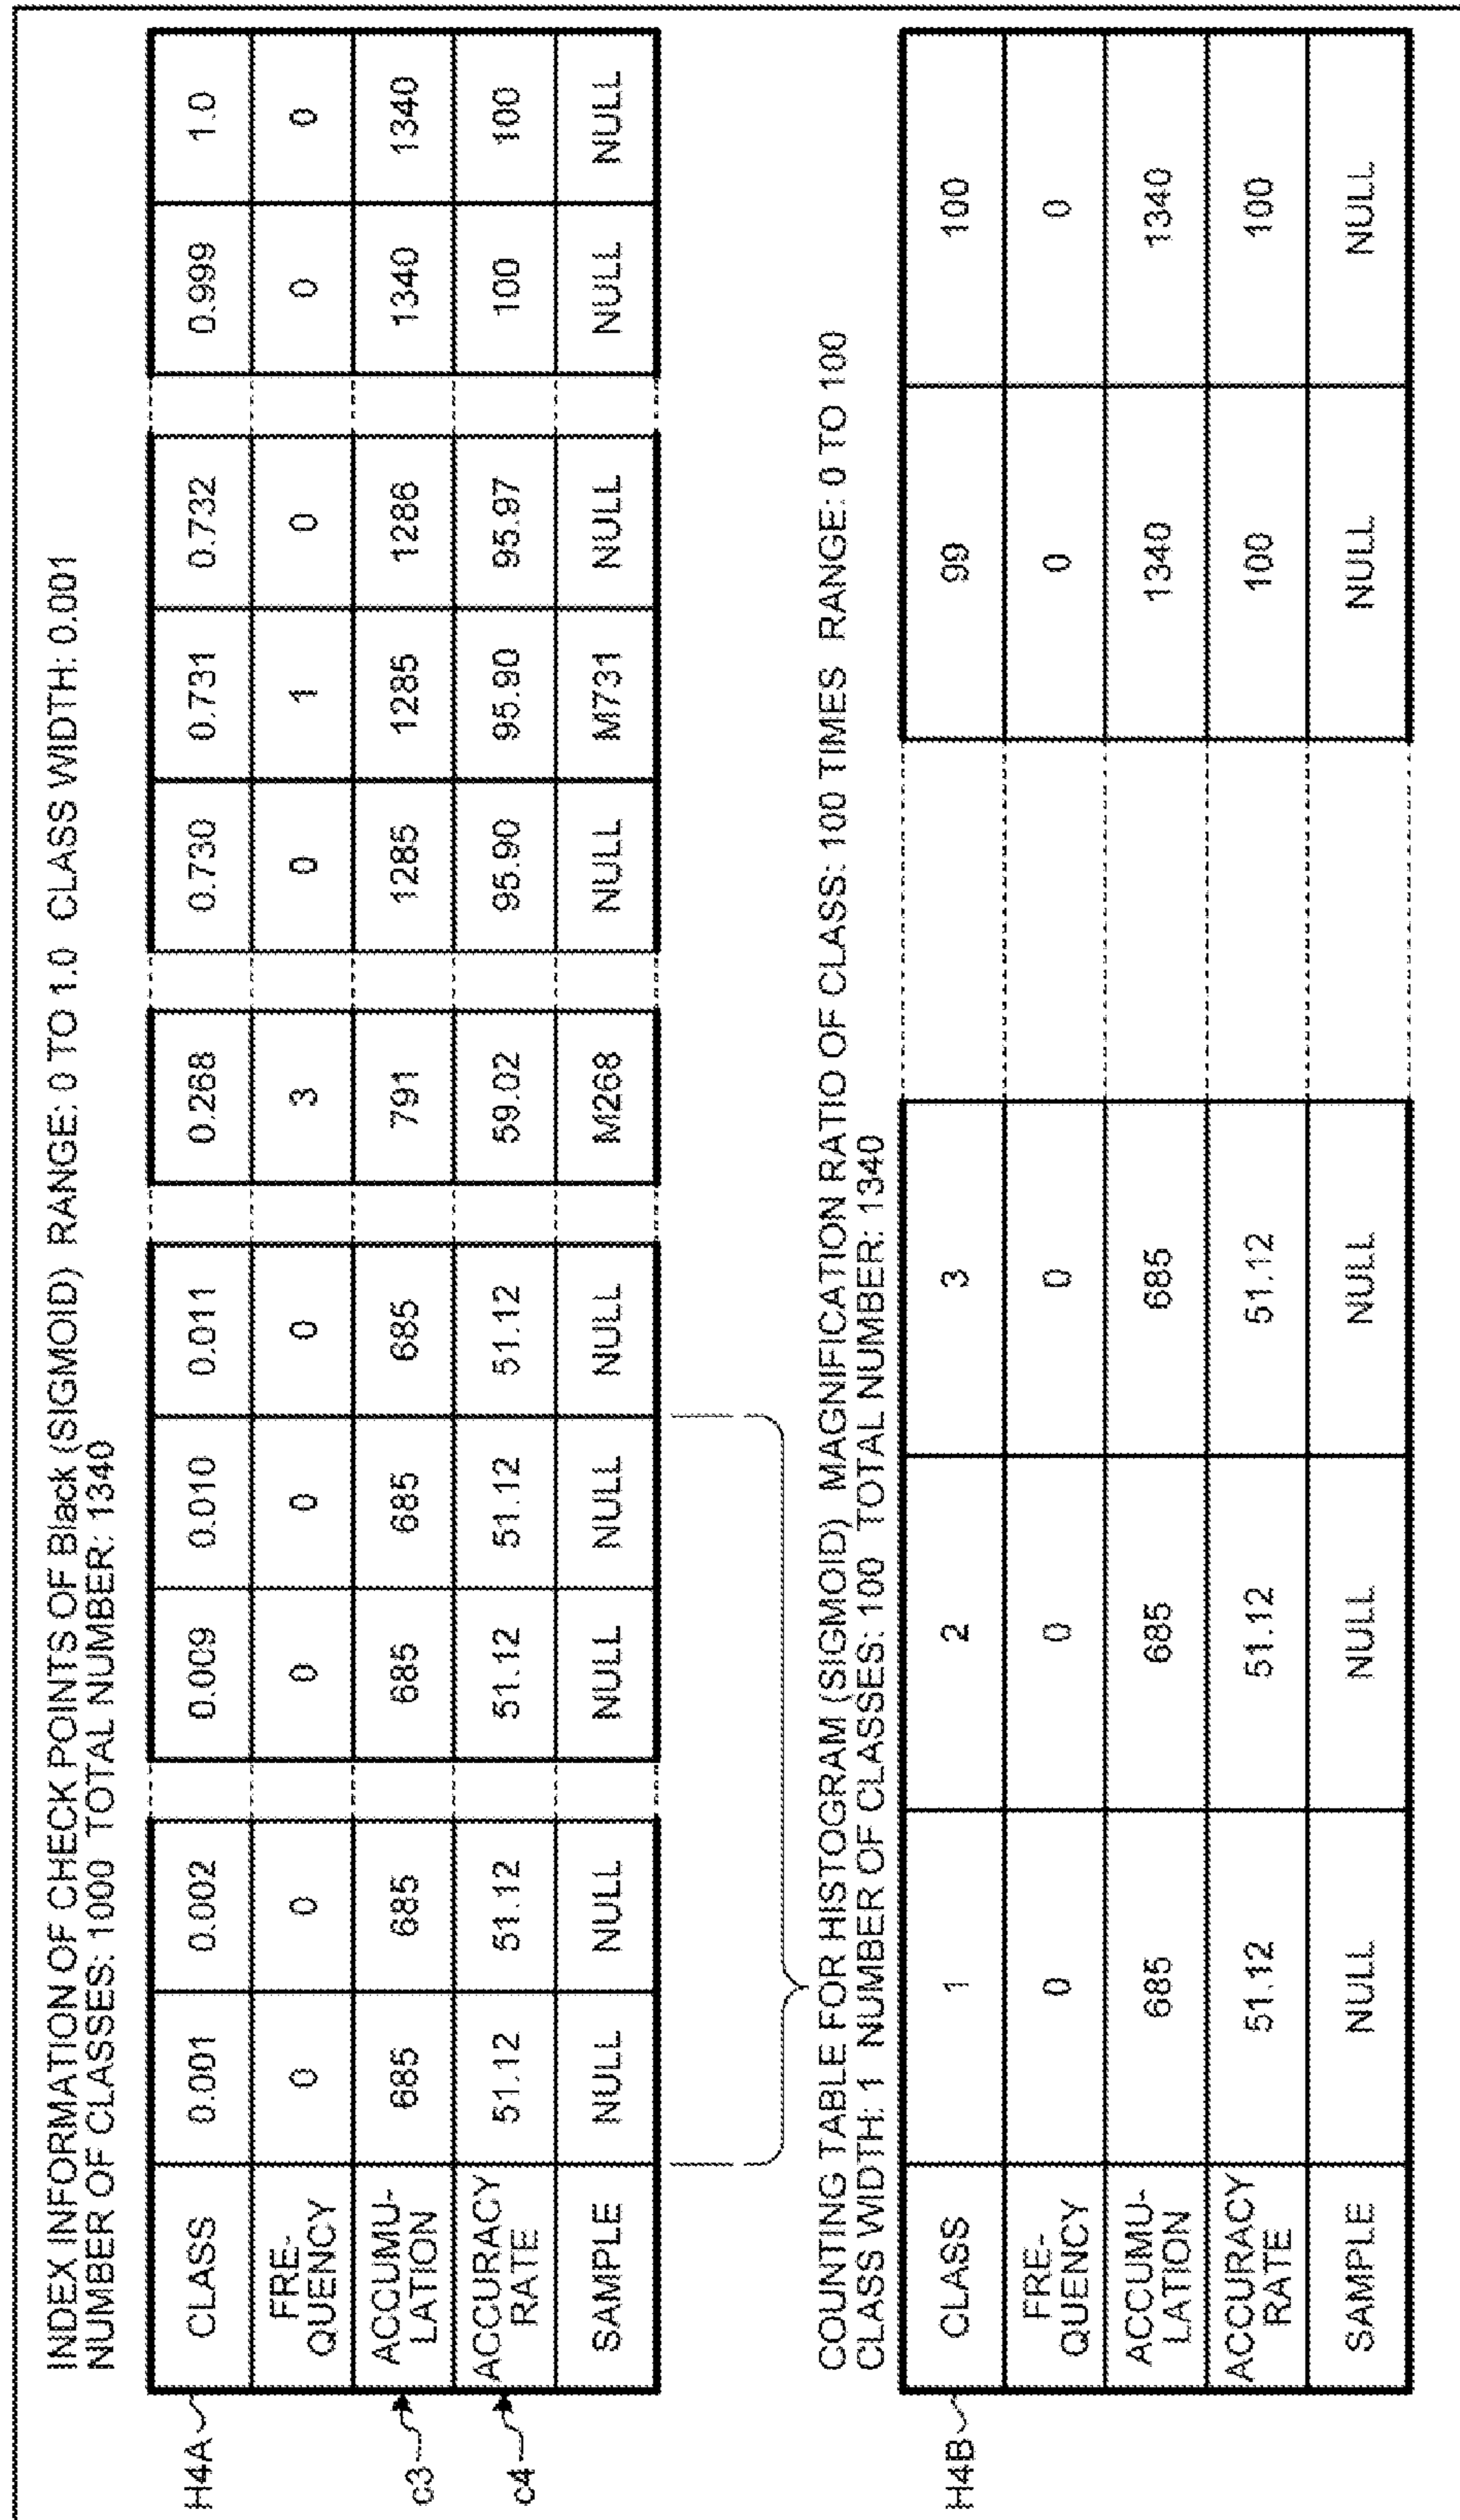 INDEX INFORMATION OF CHECK POINTS OF Black (SIGMOID) RANGE: 0 TO 1.0 CLASS WIDTH: 0.001
NUMBER OF CLASSES: 1000 TOTAL NUMBER: 1340
H4A
CLASS 0.001 0.002 0.009 0.010 0.011 0.268 0.730 0.731 0.732 0.999 1.0
FRE-
QUENCY 0 0 0 0 0 3 0 1 0 0 0
c3
ACCUMU-
LATION 685 685 685 685 685 791 1285 1285 1286 1340 1340
c4
ACCURACY
RATE 51.12 51.12 51.12 51.12 51.12 59.02 95.90 95.90 95.97 100 100
SAMPLE NULL NULL NULL NULL NULL M268 NULL M731 NULL NULL NULL
COUNTING TABLE FOR HISTOGRAM (SIGMOID) MAGNIFICATION RATIO OF CLASS: 100 TIMES RANGE: 0 TO 100
CLASS WIDTH: 1 NUMBER OF CLASSES: 100 TOTAL NUMBER: 1340
H4B
CLASS 1 2 3 99 100
FRE-
QUENCY 0 0 0 0 0
ACCUMU-
LATION 685 685 685 1340 1340
ACCURACY
RATE 51.12 51.12 51.12 100 100
SAMPLE NULL NULL NULL NULL NULL